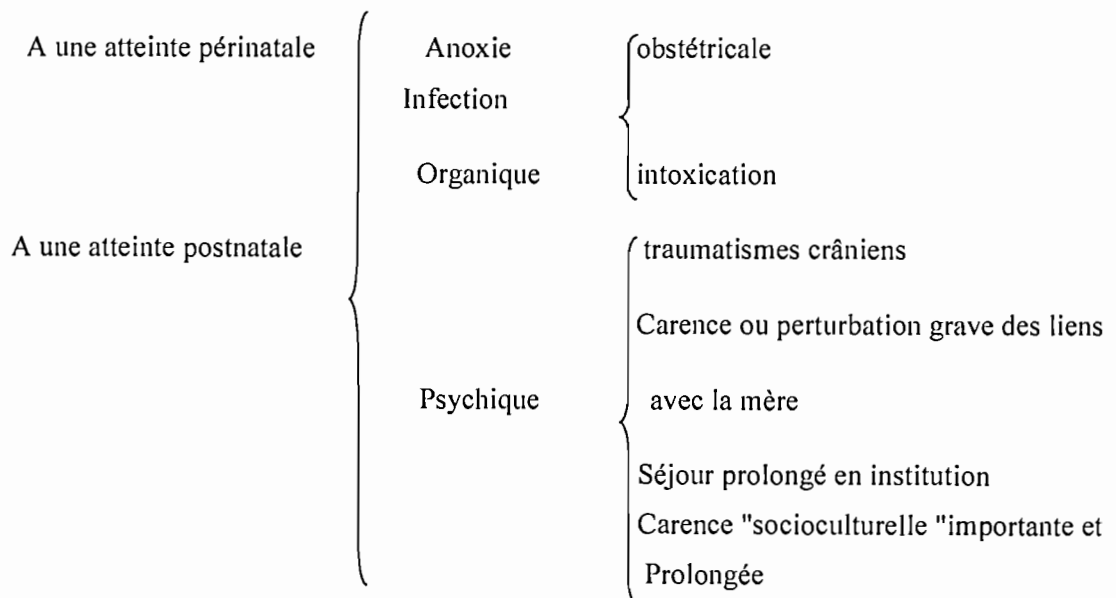 A une atteinte périnatale Anoxie obstétricale
Infection
Organique intoxication
A une atteinte postnatale traumatismes crâniens
Carence ou perturbation grave des liens
Psychique avec la mère
Séjour prolongé en institution
Carence "socioculturelle "importante et
Prolongée